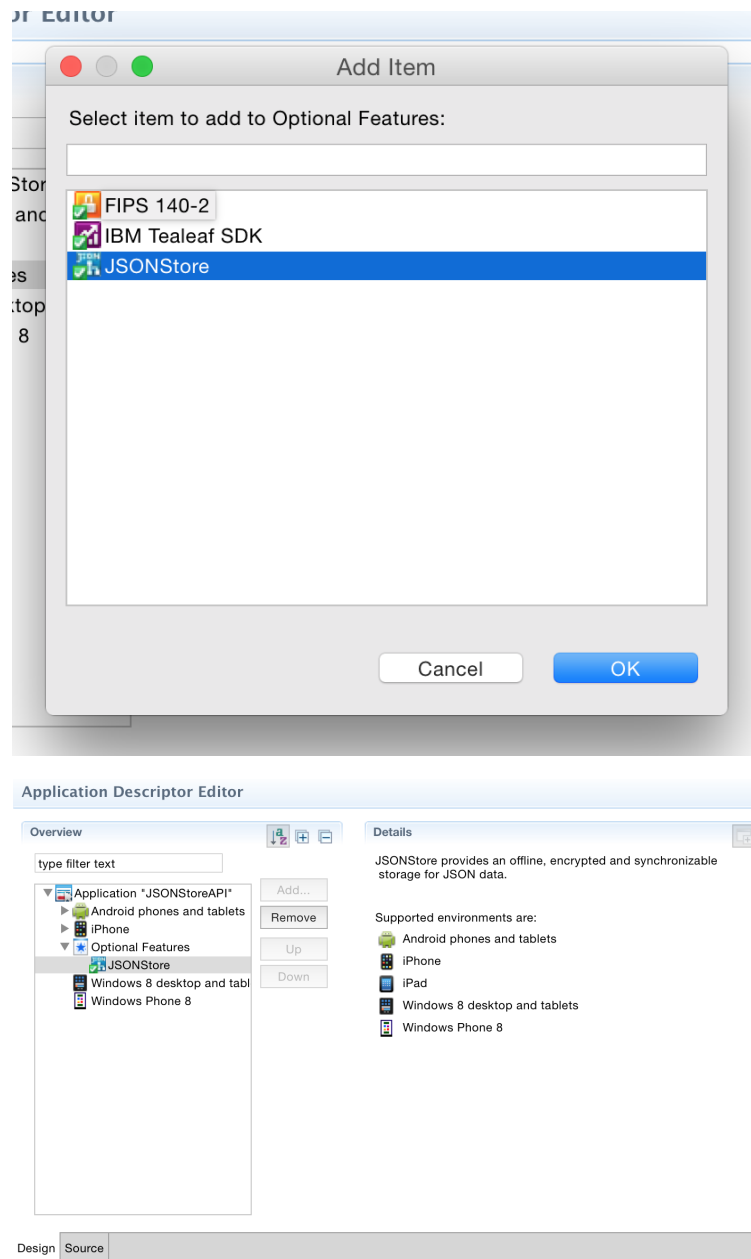 or Editor
Add Item
Select item to add to Optional Features:
Stor
FIPS 140-2
and
IBM Tealeaf SDK
JSONStore
es
ktop
8
Cancel
OK
Application Descriptor Editor
Overview
Details
type filter text
JSONStore provides an offline, encrypted and synchronizable
storage for JSON data.
Application "JSONStoreAPI"
Add...
Android phones and tablets
Remove
iPhone
Optional Features
Up
JSONStore
Windows 8 desktop and tabl
Down
Windows Phone 8
Supported environments are:
Android phones and tablets
iPhone
iPad
Windows 8 desktop and tablets
Windows Phone 8
Design
Source